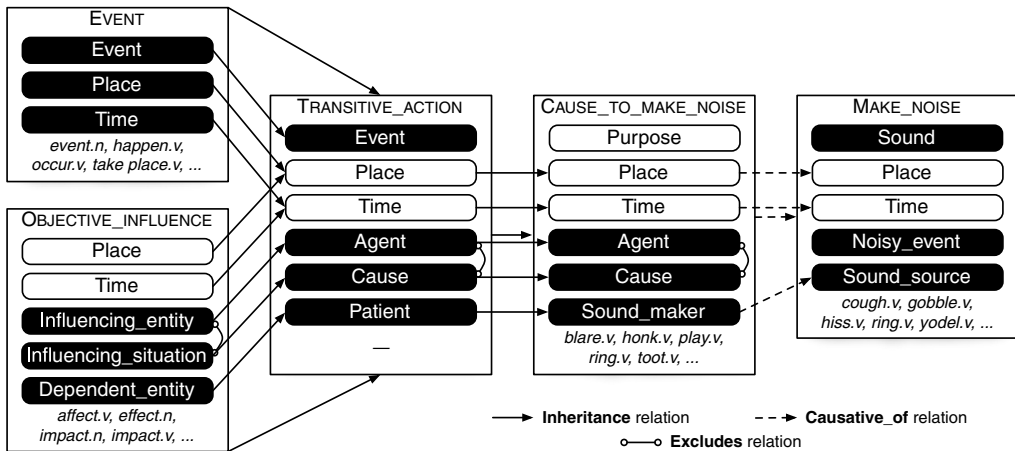 EVENT
Event
Place
Time
event.n, happen.v,
occur.v, take place.v, ...
OBJECTIVE_INFLUENCE
Place
Time
Influencing_entity
Influencing_situation
Dependent_entity
affect.v, effect.n,
impact.n, impact.v, ...
TRANSITIVE_ACTION
Event
Place
Time
Agent
Cause
Patient
—
CAUSE_TO_MAKE_NOISE
Purpose
Place
Time
Agent
Cause
Sound_maker
blare.v, honk.v, play.v,
ring.v, toot.v, ...
MAKE_NOISE
Sound
Place
Time
Noisy_event
Sound_source
cough.v, gobble.v,
hiss.v, ring.v, yodel.v, ...
Inheritance relation
Causative_of relation
Excludes relation